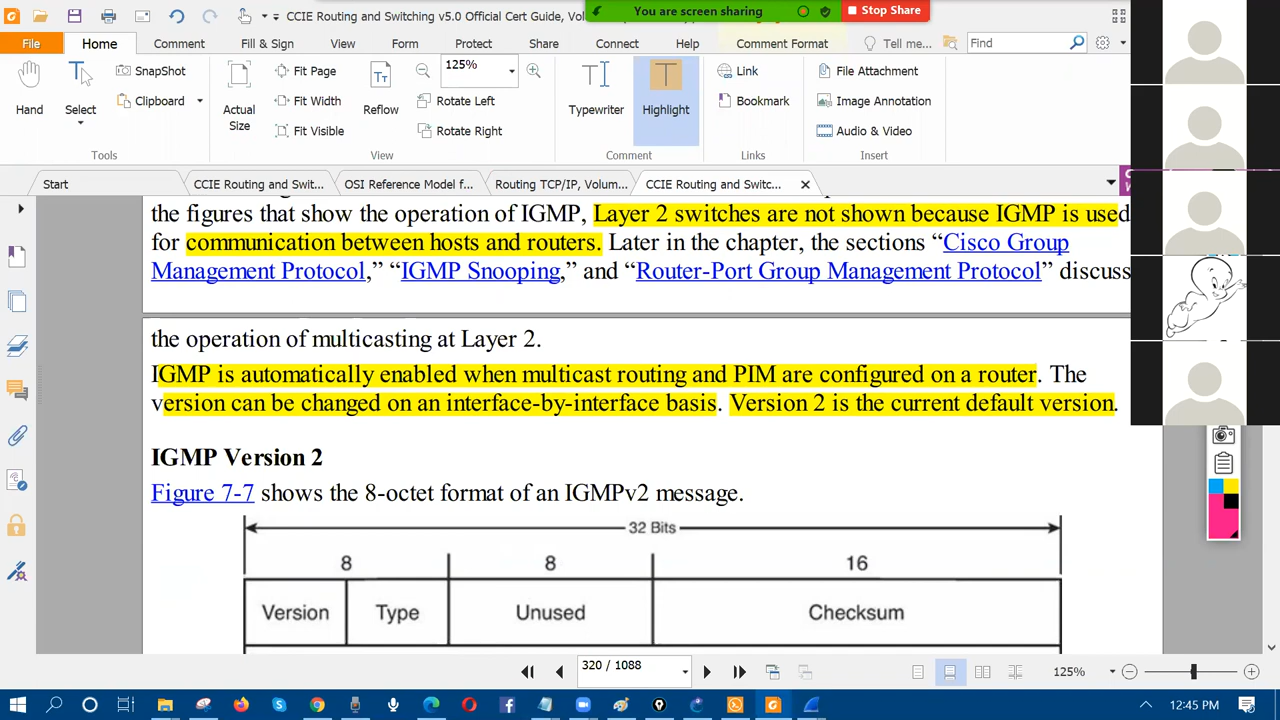 CCIE Routing and Switching v5.0 Official Cert Guide, Volu
You are screen sharing
Stop Share
File
Home
Comment
Fill & Sign
View
Form
Protect
Share
Connect
Help
Comment Format
Tell me...
Find
Hand
Select
SnapShot
Clipboard
Actual Size
Fit Page
Fit Width
Fit Visible
Reflow
125%
Rotate Left
Rotate Right
Typewriter
Highlight
Link
Bookmark
File Attachment
Image Annotation
Audio & Video
Tools
View
Comment
Links
Insert
Start
CCIE Routing and Swit...
OSI Reference Model f...
Routing TCP/IP, Volum...
CCIE Routing and Switc...
the figures that show the operation of IGMP, Layer 2 switches are not shown because IGMP is used
for communication between hosts and routers. Later in the chapter, the sections “Cisco Group
Management Protocol,” “IGMP Snooping,” and “Router-Port Group Management Protocol” discuss
the operation of multicasting at Layer 2.
IGMP is automatically enabled when multicast routing and PIM are configured on a router. The
version can be changed on an interface-by-interface basis. Version 2 is the current default version.
IGMP Version 2
Figure 7-7 shows the 8-octet format of an IGMPv2 message.
32 Bits
8 8 16
Version Type Unused Checksum
320 / 1088
125%
12:45 PM